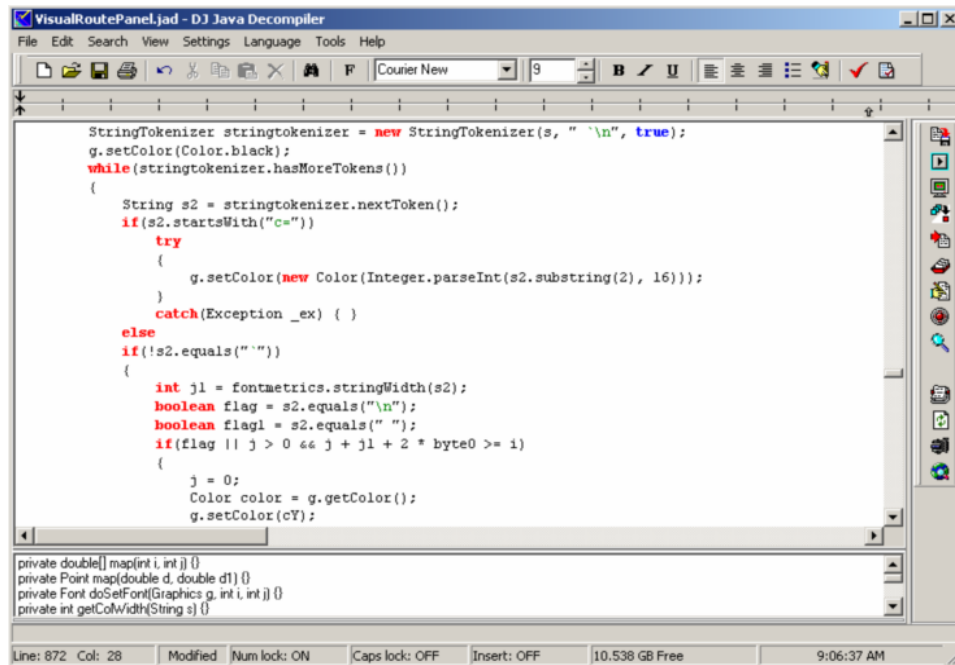 VisualRoutePanel.jad - DJ Java Decompiler
File Edit Search View Settings Language Tools Help
F Courier New 9 B I U
StringTokenizer stringtokenizer = new StringTokenizer(s, " `\n", true);
g.setColor(Color.black);
while(stringtokenizer.hasMoreTokens())
{
String s2 = stringtokenizer.nextToken();
if(s2.startsWith("c="))
try
{
g.setColor(new Color(Integer.parseInt(s2.substring(2), 16)));
}
catch(Exception _ex) { }
else
if(!s2.equals("`"))
{
int j1 = fontmetrics.stringWidth(s2);
boolean flag = s2.equals("\n");
boolean flag1 = s2.equals(" ");
if(flag || j > 0 && j + j1 + 2 * byte0 >= i)
{
j = 0;
Color color = g.getColor();
g.setColor(cY);
private double[] map(int i, int j) {}
private Point map(double d, double d1) {}
private Font doSetFont(Graphics g, int i, int j) {}
private int getColWidth(String s) {}
Line: 872 Col: 28 Modified Num lock: ON Caps lock: OFF Insert: OFF 10.538 GB Free 9:06:37 AM